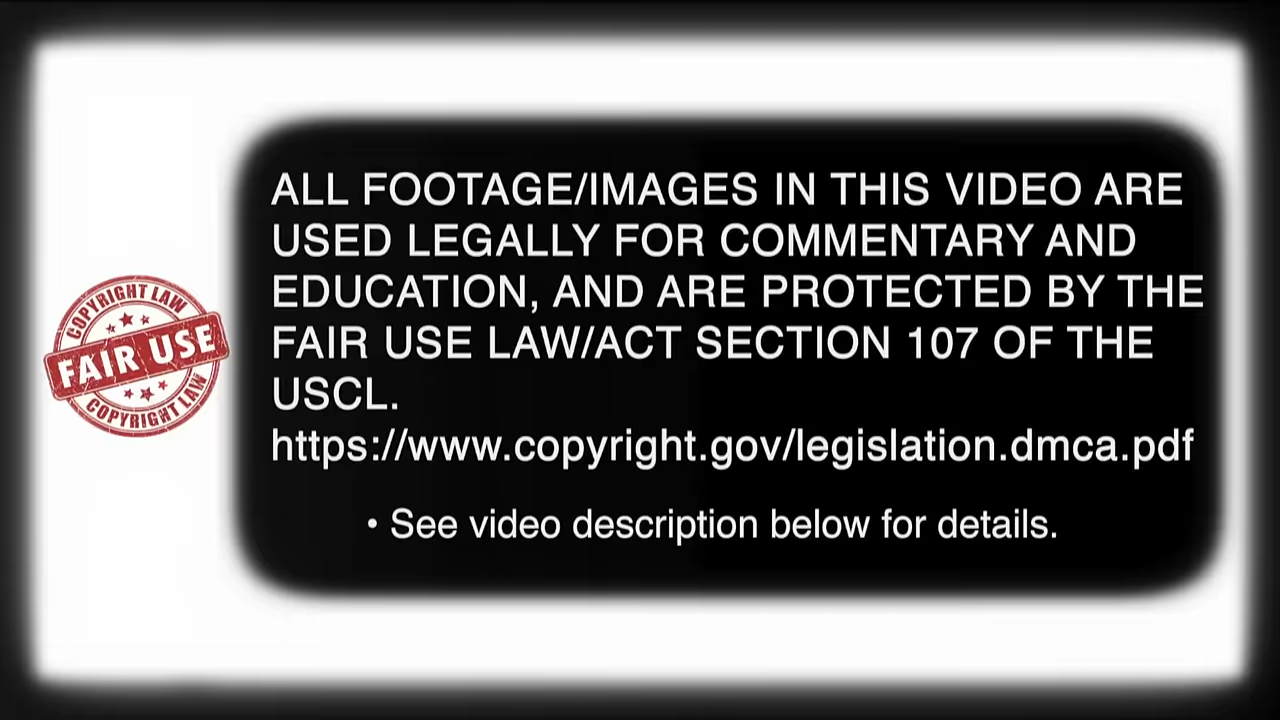 ALL FOOTAGE/IMAGES IN THIS VIDEO ARE
USED LEGALLY FOR COMMENTARY AND
EDUCATION, AND ARE PROTECTED BY THE
FAIR USE LAW/ACT SECTION 107 OF THE
USCL.
https://www.copyright.gov/legislation.dmca.pdf
• See video description below for details.
COPYRIGHT LAW
FAIR USE
COPYRIGHT LAW